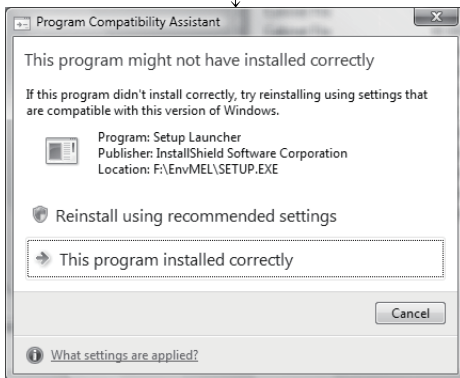 Program Compatibility Assistant
This program might not have installed correctly
If this program didn't install correctly, try reinstalling using settings that
are compatible with this version of Windows.
Program: Setup Launcher
Publisher: InstallShield Software Corporation
Location: F:\EnvMEL\SETUP.EXE
Reinstall using recommended settings
This program installed correctly
Cancel
What settings are applied?